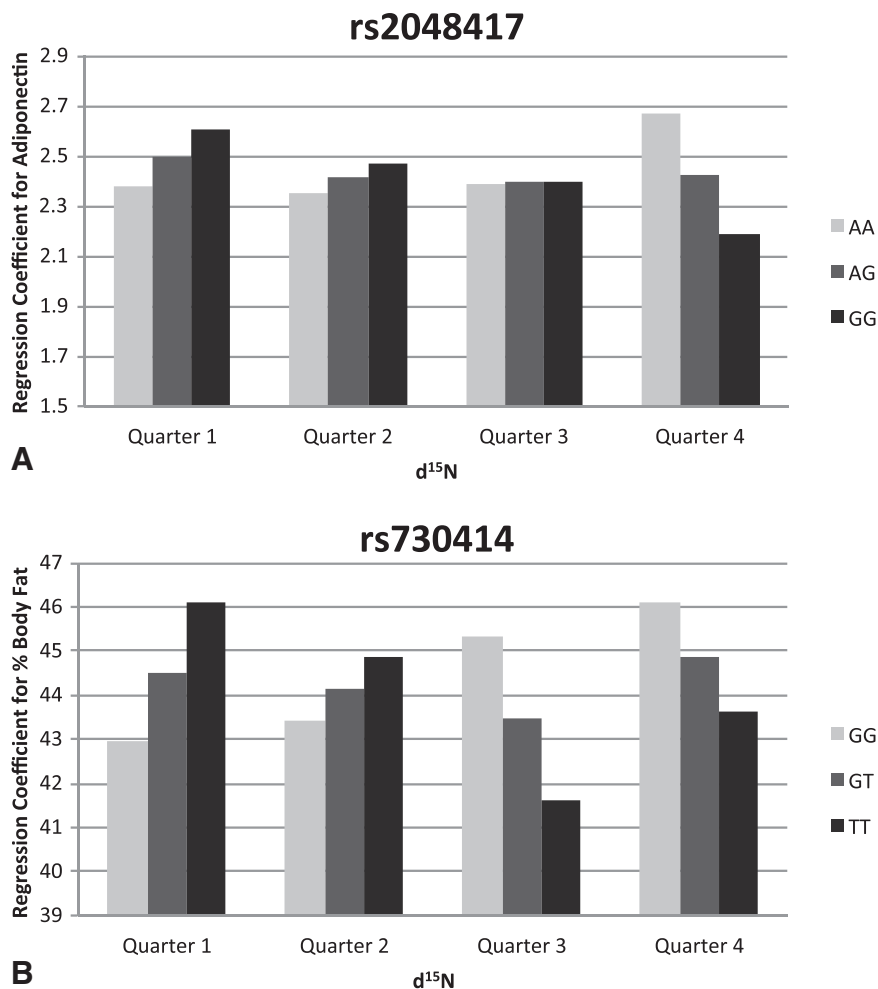 rs2048417
Regression Coefficient for Adiponectin
2.9
2.7
2.5
2.3
2.1
1.9
1.7
1.5
Quarter 1 Quarter 2 Quarter 3 Quarter 4
d¹⁵N
AA
AG
GG
A
rs730414
Regression Coefficient for % Body Fat
47
46
45
44
43
42
41
40
39
Quarter 1 Quarter 2 Quarter 3 Quarter 4
d¹⁵N
GG
GT
TT
B